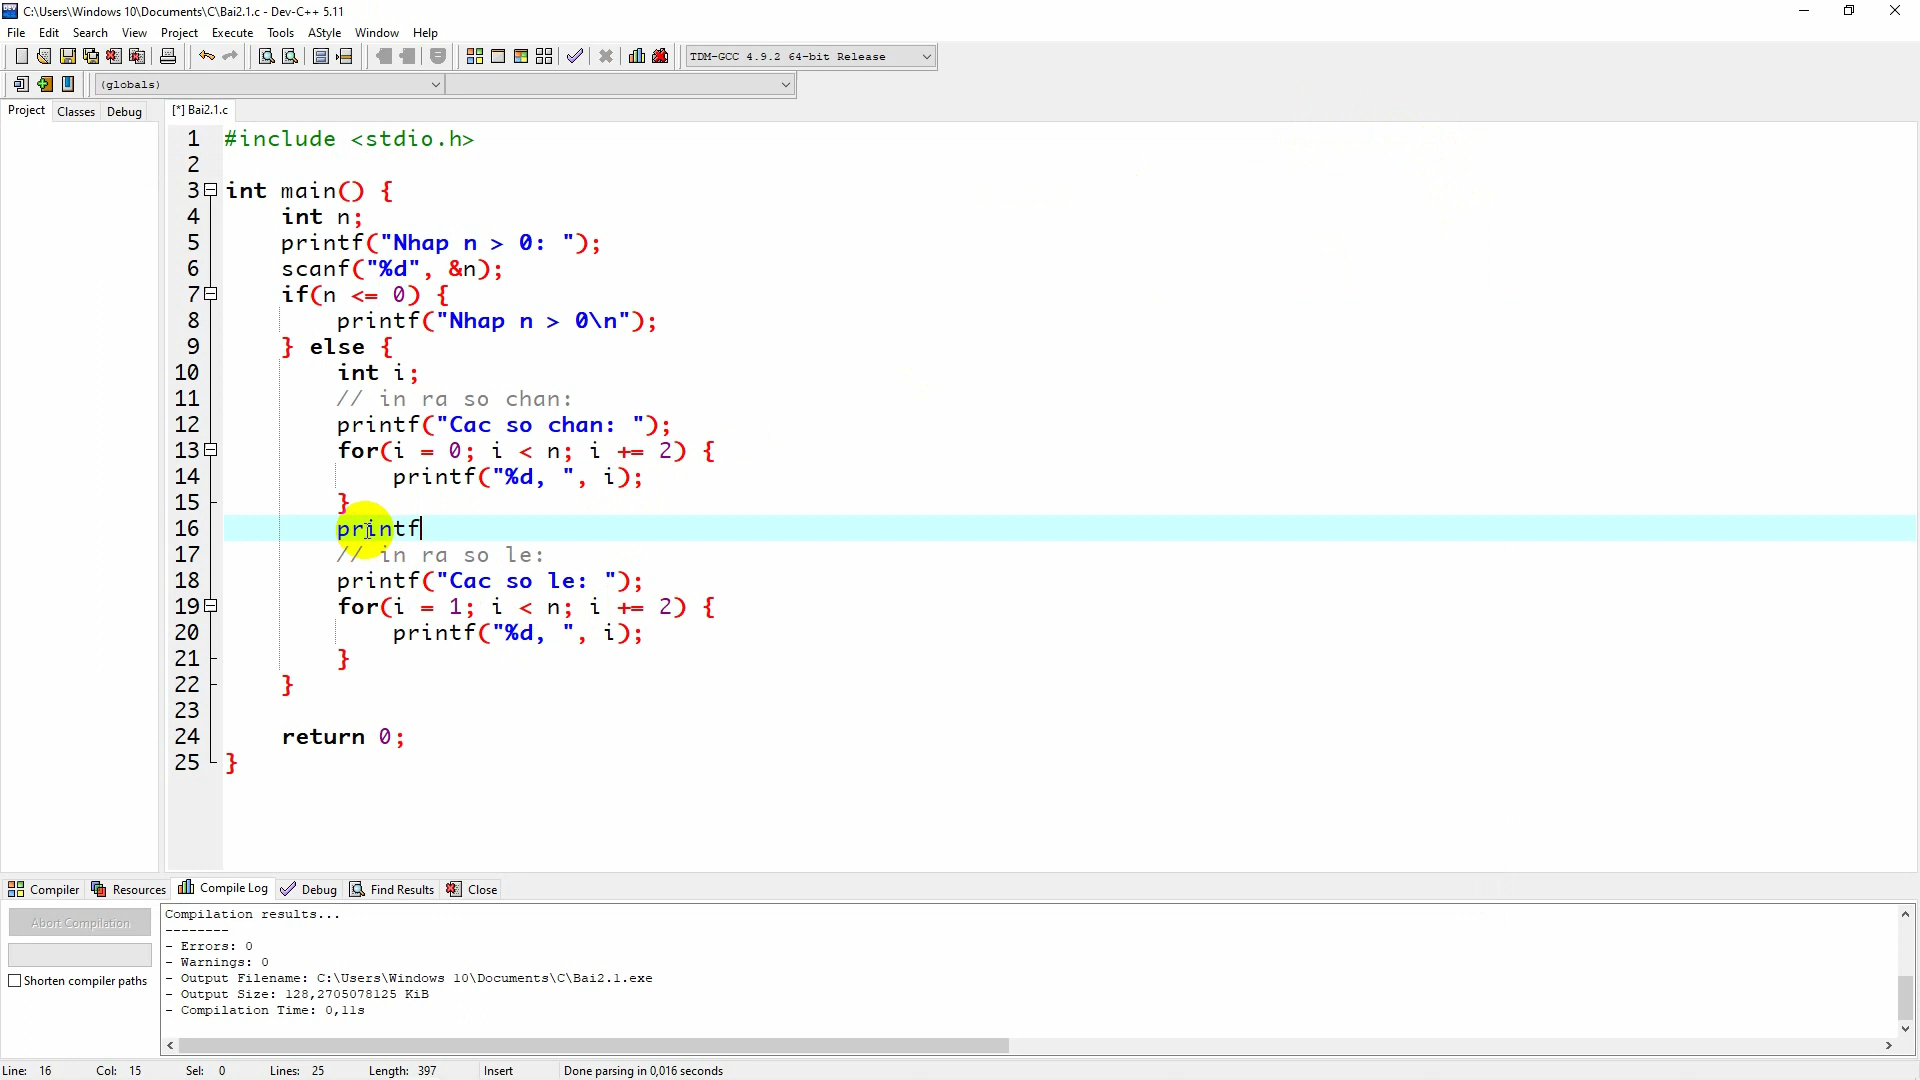 C:\Users\Windows 10\Documents\C\Bai2.1.c - Dev-C++ 5.11
File Edit Search View Project Execute Tools AStyle Window Help
TDM-GCC 4.9.2 64-bit Release
(globals)
Project Classes Debug [*] Bai2.1.c
1 #include <stdio.h>
2
3 int main() {
4 int n;
5 printf("Nhap n > 0: ");
6 scanf("%d", &n);
7 if(n <= 0) {
8 printf("Nhap n > 0\n");
9 } else {
10 int i;
11 // in ra so chan:
12 printf("Cac so chan: ");
13 for(i = 0; i < n; i += 2) {
14 printf("%d, ", i);
15 }
16 printf
17 // in ra so le:
18 printf("Cac so le: ");
19 for(i = 1; i < n; i += 2) {
20 printf("%d, ", i);
21 }
22 }
23
24 return 0;
25 }
Compiler Resources Compile Log Debug Find Results Close
Abort Compilation
Shorten compiler paths
Compilation results...
--------
- Errors: 0
- Warnings: 0
- Output Filename: C:\Users\Windows 10\Documents\C\Bai2.1.exe
- Output Size: 128,2705078125 KiB
- Compilation Time: 0,11s
Line: 16 Col: 15 Sel: 0 Lines: 25 Length: 397 Insert Done parsing in 0,016 seconds